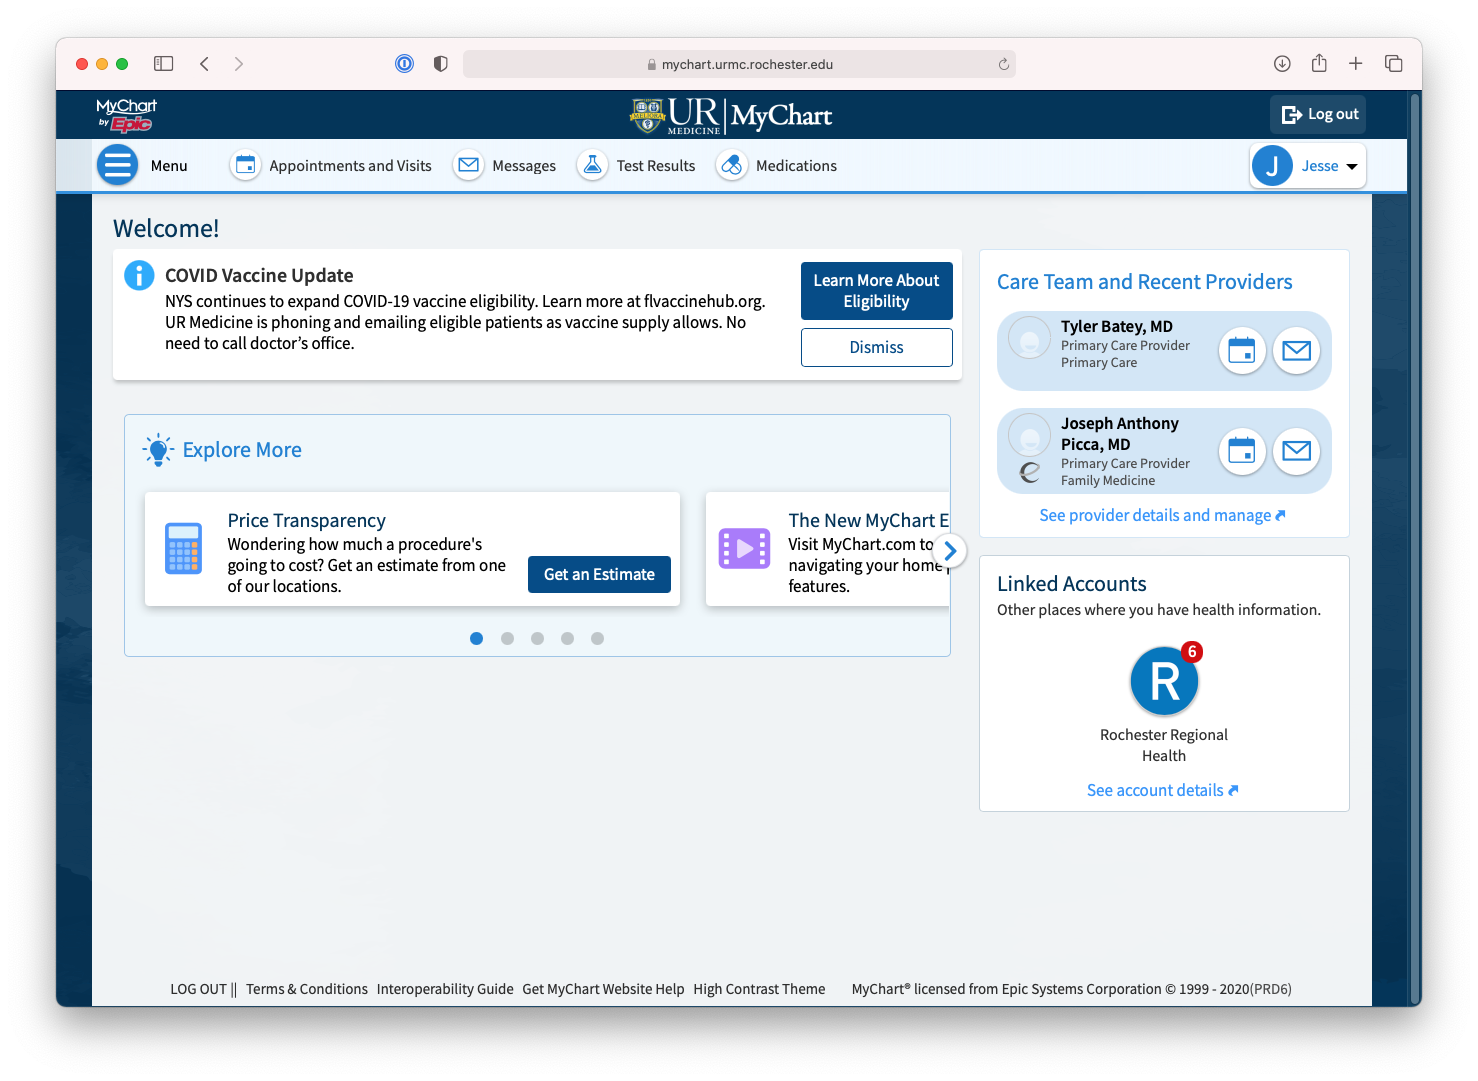 mychart.urmc.rochester.edu
MyChart
by Epic
MELIORA
UR
MEDICINE
MyChart
Log out
Menu
Appointments and Visits
Messages
Test Results
Medications
J
Jesse
Welcome!
COVID Vaccine Update
NYS continues to expand COVID-19 vaccine eligibility. Learn more at flvaccinehub.org.
UR Medicine is phoning and emailing eligible patients as vaccine supply allows. No
need to call doctor’s office.
Learn More About
Eligibility
Dismiss
Explore More
Price Transparency
Wondering how much a procedure's
going to cost? Get an estimate from one
of our locations.
Get an Estimate
The New MyChart E
Visit MyChart.com to
navigating your home
features.
Care Team and Recent Providers
Tyler Batey, MD
Primary Care Provider
Primary Care
Joseph Anthony
Picca, MD
Primary Care Provider
Family Medicine
See provider details and manage
Linked Accounts
Other places where you have health information.
R
6
Rochester Regional
Health
See account details
LOG OUT || Terms & Conditions Interoperability Guide Get MyChart Website Help High Contrast Theme MyChart® licensed from Epic Systems Corporation © 1999 - 2020(PRD6)